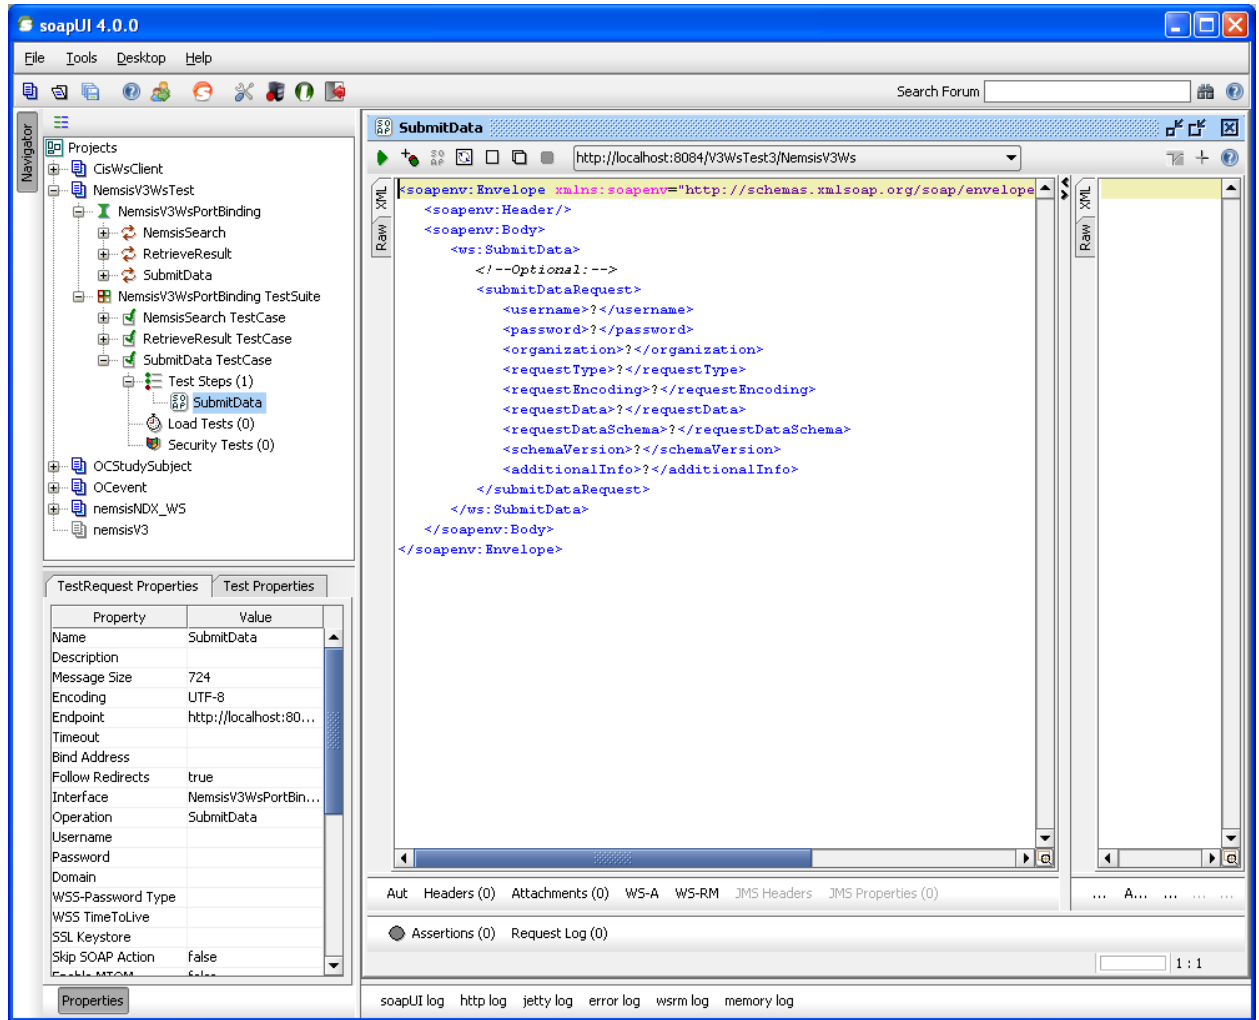 soapUI 4.0.0
File Tools Desktop Help
Search Forum
Navigator
Projects
CisWsClient
NemsisV3WsTest
NemsisV3WsPortBinding
NemsisSearch
RetrieveResult
SubmitData
NemsisV3WsPortBinding TestSuite
NemsisSearch TestCase
RetrieveResult TestCase
SubmitData TestCase
Test Steps (1)
SubmitData
Load Tests (0)
Security Tests (0)
OCStudySubject
OCevent
nemsisNDX_WS
nemsisV3
TestRequest Properties Test Properties
Property Value
Name SubmitData
Description
Message Size 724
Encoding UTF-8
Endpoint http://localhost:80...
Timeout
Bind Address
Follow Redirects true
Interface NemsisV3WsPortBin...
Operation SubmitData
Username
Password
Domain
WSS-Password Type
WSS TimeToLive
SSL Keystore
Skip SOAP Action false
Enable MTOM false
Properties
SubmitData
http://localhost:8084/V3WsTest3/NemsisV3Ws
XML
Raw
<soapenv:Envelope xmlns:soapenv="http://schemas.xmlsoap.org/soap/envelope
<soapenv:Header/>
<soapenv:Body>
<ws:SubmitData>
<!--Optional:-->
<submitDataRequest>
<username>?</username>
<password>?</password>
<organization>?</organization>
<requestType>?</requestType>
<requestEncoding>?</requestEncoding>
<requestData>?</requestData>
<requestDataSchema>?</requestDataSchema>
<schemaVersion>?</schemaVersion>
<additionalInfo>?</additionalInfo>
</submitDataRequest>
</ws:SubmitData>
</soapenv:Body>
</soapenv:Envelope>
XML
Raw
Aut Headers (0) Attachments (0) WS-A WS-RM JMS Headers JMS Properties (0)
... A... ... ... ...
Assertions (0) Request Log (0)
1 : 1
soapUI log http log jetty log error log wsrm log memory log